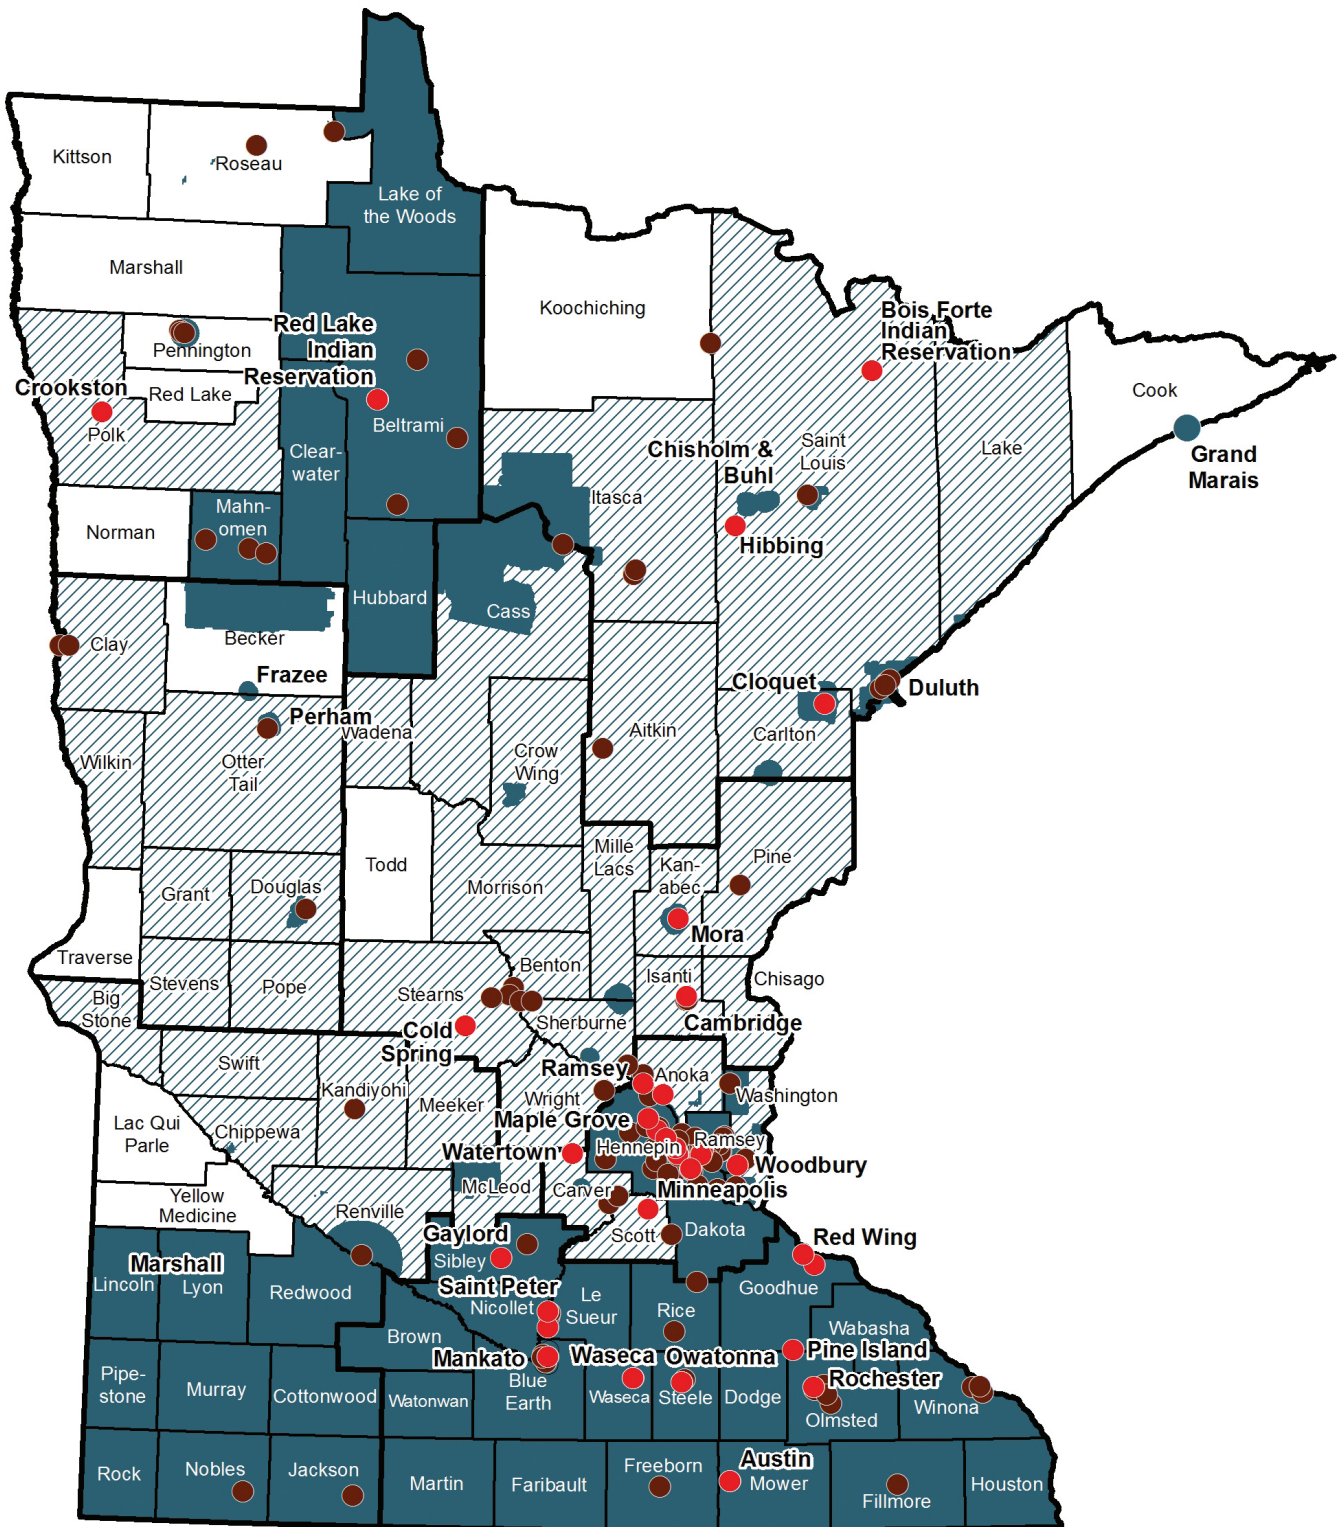 Kittson
Roseau
Lake of
the Woods
Marshall
Koochiching
Pennington
Red Lake
Indian
Reservation
Bois Forte
Indian
Reservation
Crookston
Red Lake
Polk
Beltrami
Clear-
water
Cook
Grand
Marais
Chisholm &
Buhl
Saint
Louis
Lake
Itasca
Hibbing
Norman
Mahn-
omen
Hubbard
Cass
Clay
Becker
Frazee
Perham
Wadena
Cloquet
Duluth
Carlton
Aitkin
Crow
Wing
Wilkin
Otter
Tail
Todd
Mille
Lacs
Kan-
abec
Pine
Grant
Douglas
Morrison
Mora
Traverse
Stevens
Pope
Benton
Isanti
Chisago
Big
Stone
Stearns
Sherburne
Cambridge
Cold
Spring
Swift
Kandiyohi
Meeker
Wright
Ramsey
Anoka
Washington
Lac Qui
Parle
Chippewa
Maple Grove
Hennepin
Ramsey
Watertown
Woodbury
McLeod
Carver
Minneapolis
Yellow
Medicine
Renville
Scott
Dakota
Gaylord
Sibley
Red Wing
Goodhue
Marshall
Lincoln
Lyon
Redwood
Saint Peter
Nicollet
Le
Sueur
Rice
Wabasha
Brown
Mankato
Waseca
Owatonna
Pine Island
Rochester
Pipe-
stone
Murray
Cottonwood
Watonwan
Blue
Earth
Waseca
Steele
Dodge
Olmsted
Winona
Rock
Nobles
Jackson
Martin
Faribault
Freeborn
Austin
Mower
Fillmore
Houston